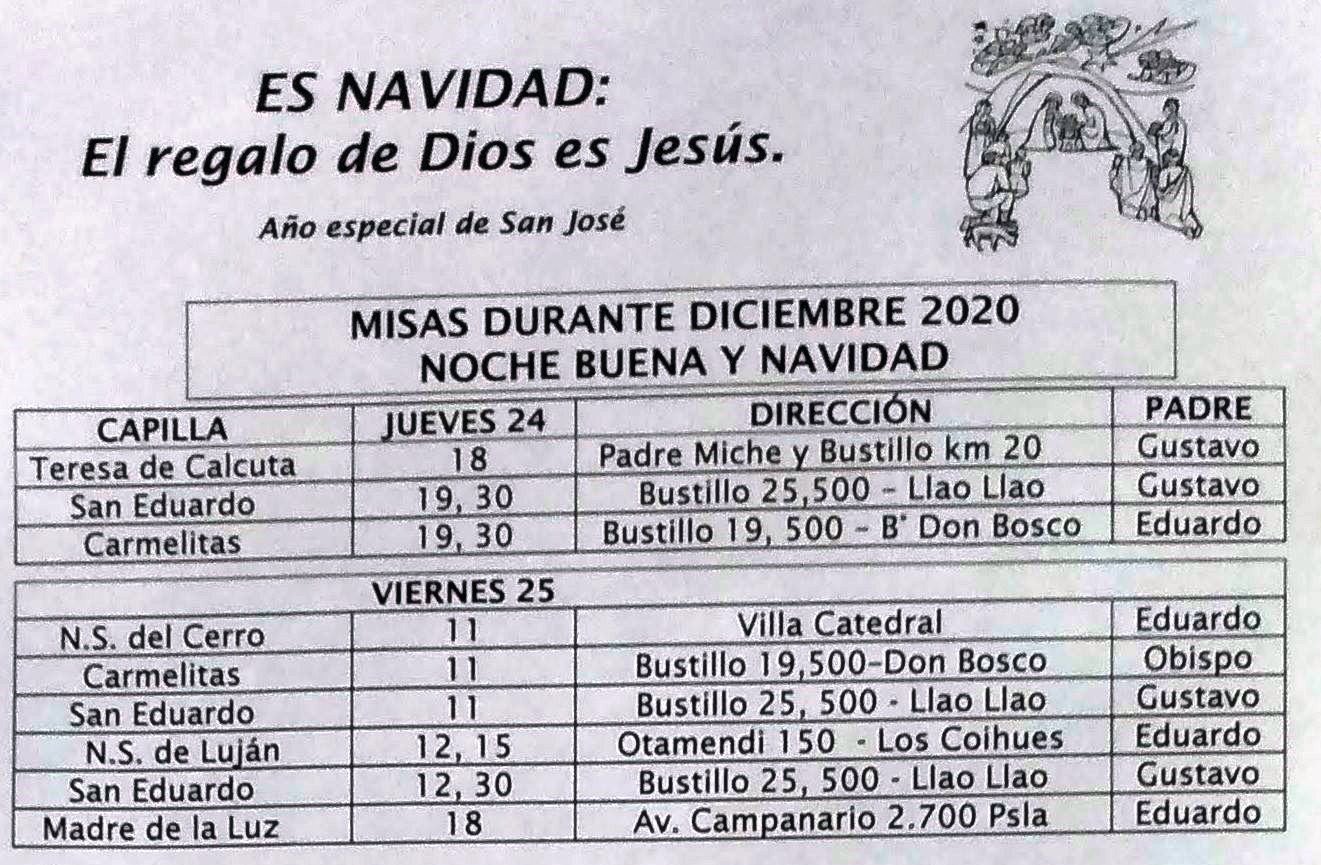 ES NAVIDAD:
El regalo de Dios es Jesús.
Año especial de San José
MISAS DURANTE DICIEMBRE 2020
NOCHE BUENA Y NAVIDAD
CAPILLA JUEVES 24 DIRECCIÓN PADRE
Teresa de Calcuta 18 Padre Miche y Bustillo km 20 Gustavo
San Eduardo 19, 30 Bustillo 25,500 – Llao Llao Gustavo
Carmelitas 19, 30 Bustillo 19, 500 – B° Don Bosco Eduardo
VIERNES 25
N.S. del Cerro 11 Villa Catedral Eduardo
Carmelitas 11 Bustillo 19,500–Don Bosco Obispo
San Eduardo 11 Bustillo 25, 500 - Llao Llao Gustavo
N.S. de Luján 12, 15 Otamendi 150 - Los Coihues Eduardo
San Eduardo 12, 30 Bustillo 25, 500 - Llao Llao Gustavo
Madre de la Luz 18 Av. Campanario 2.700 Psla Eduardo